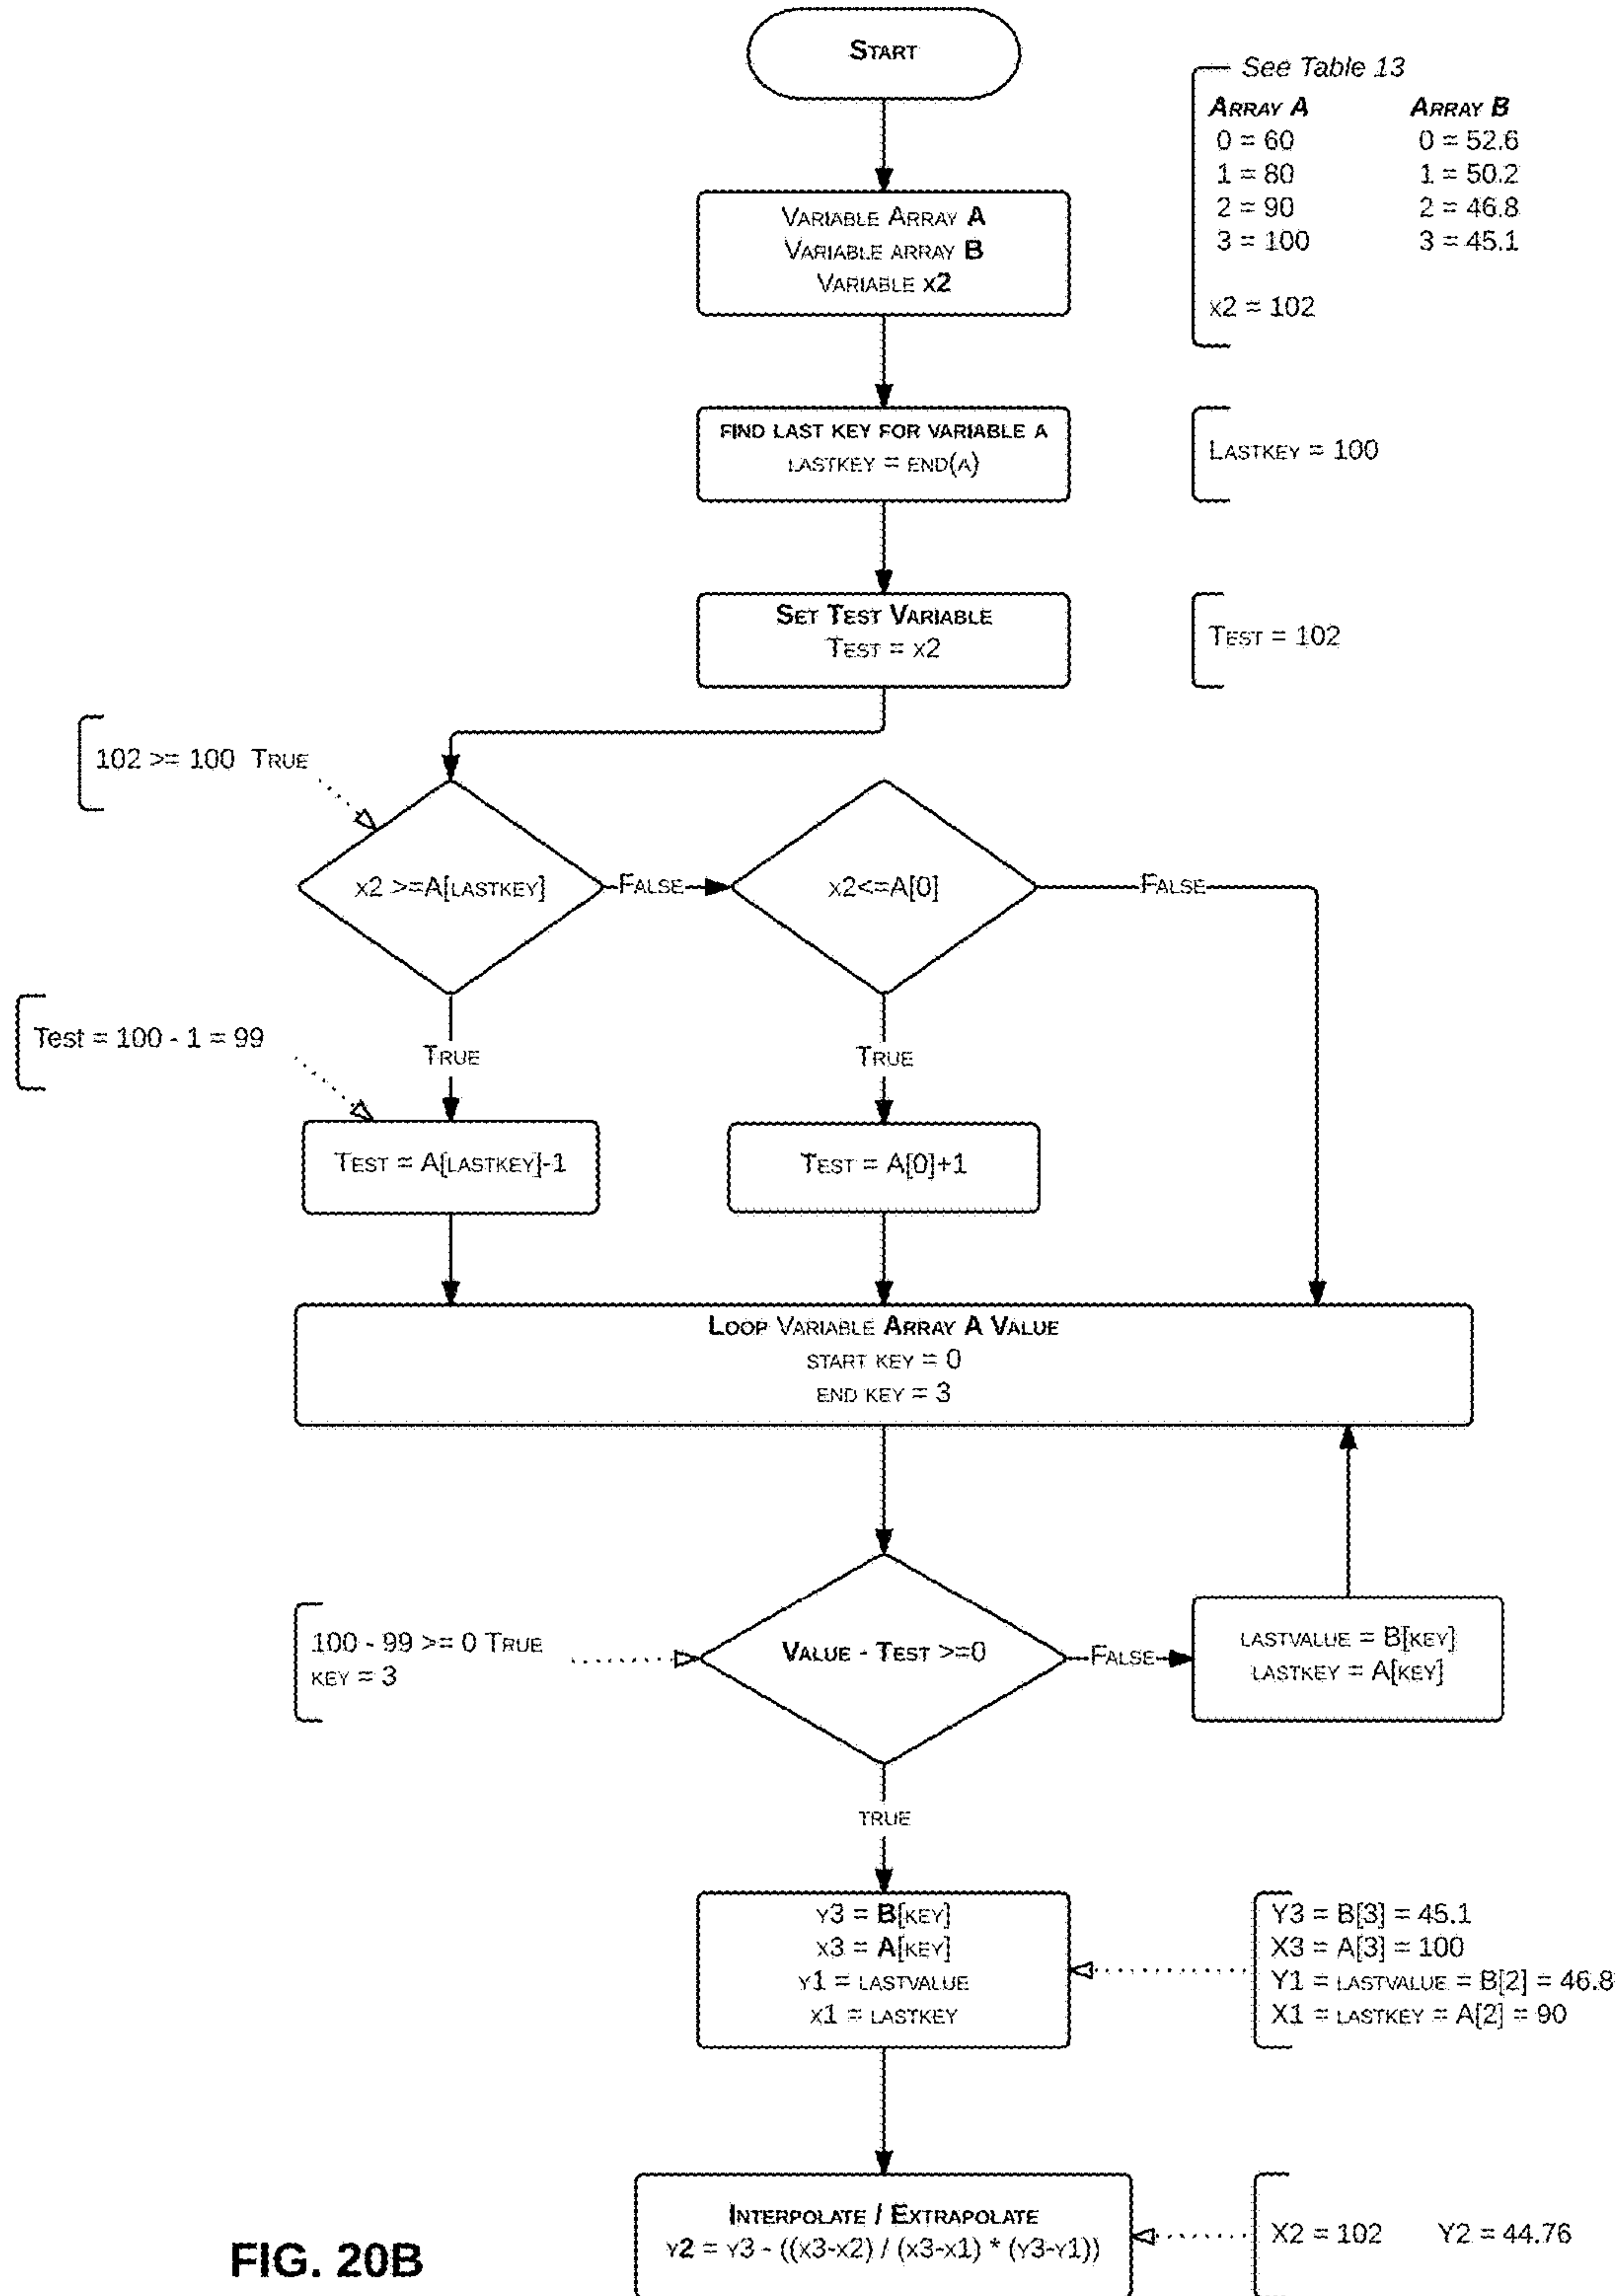 START
See Table 13
ARRAY A ARRAY B
0 = 60 0 = 52.6
1 = 80 1 = 50.2
2 = 90 2 = 46.8
3 = 100 3 = 45.1
x2 = 102
VARIABLE ARRAY A
VARIABLE ARRAY B
VARIABLE x2
FIND LAST KEY FOR VARIABLE A
LASTKEY = END(A)
LASTKEY = 100
SET TEST VARIABLE
TEST = x2
TEST = 102
102 >= 100 TRUE
x2 >=A[LASTKEY]
FALSE
x2<=A[0]
FALSE
Test = 100 - 1 = 99
TRUE
TRUE
TEST = A[LASTKEY]-1
TEST = A[0]+1
LOOP VARIABLE ARRAY A VALUE
START KEY = 0
END KEY = 3
100 - 99 >= 0 TRUE
KEY = 3
VALUE - TEST >=0
FALSE
LASTVALUE = B[KEY]
LASTKEY = A[KEY]
TRUE
Y3 = B[KEY]
X3 = A[KEY]
Y1 = LASTVALUE
X1 = LASTKEY
Y3 = B[3] = 45.1
X3 = A[3] = 100
Y1 = LASTVALUE = B[2] = 46.8
X1 = LASTKEY = A[2] = 90
INTERPOLATE / EXTRAPOLATE
Y2 = Y3 - ((X3-X2) / (X3-X1) * (Y3-Y1))
X2 = 102 Y2 = 44.76
FIG. 20B